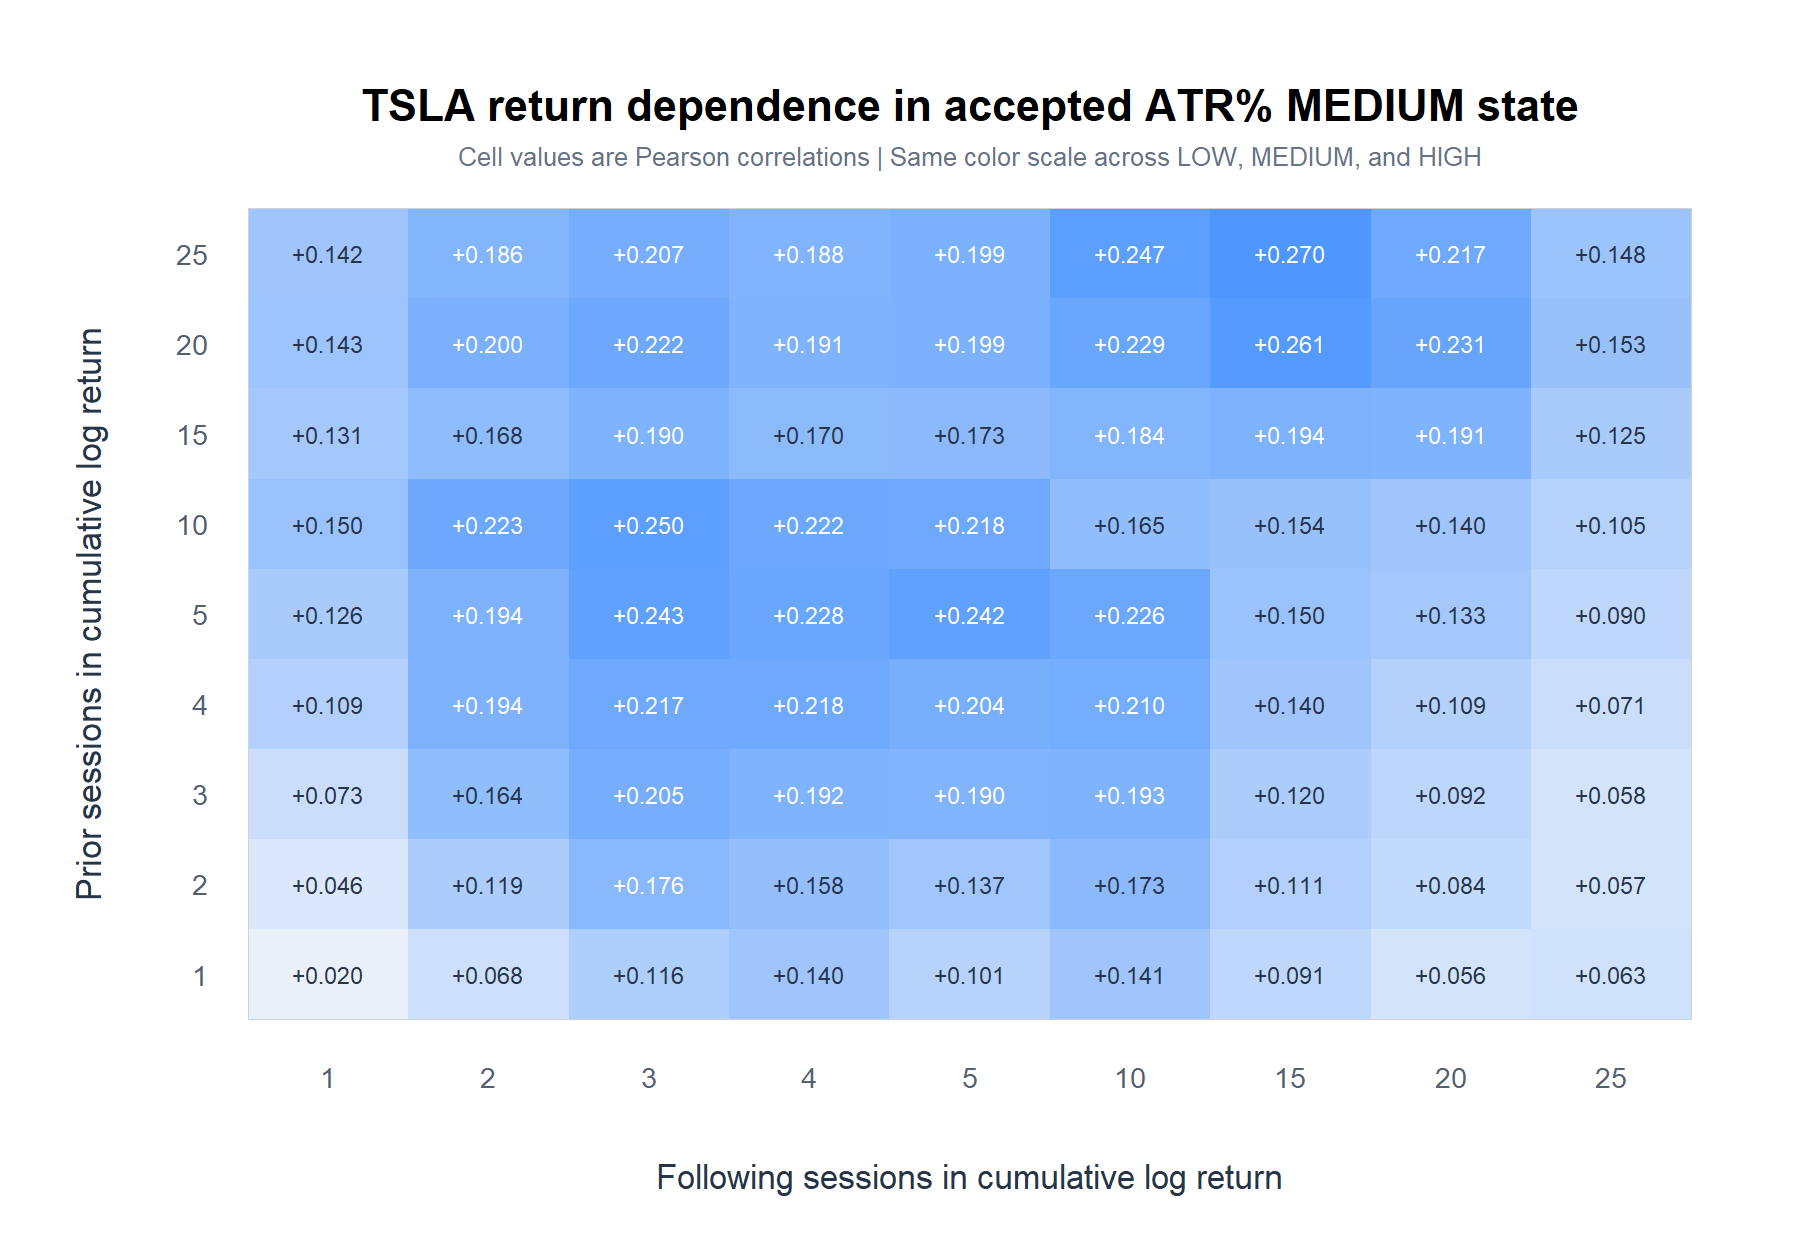 TSLA return dependence in accepted ATR% MEDIUM state
Cell values are Pearson correlations | Same color scale across LOW, MEDIUM, and HIGH
Prior sessions in cumulative log return
25 +0.142 +0.186 +0.207 +0.188 +0.199 +0.247 +0.270 +0.217 +0.148
20 +0.143 +0.200 +0.222 +0.191 +0.199 +0.229 +0.261 +0.231 +0.153
15 +0.131 +0.168 +0.190 +0.170 +0.173 +0.184 +0.194 +0.191 +0.125
10 +0.150 +0.223 +0.250 +0.222 +0.218 +0.165 +0.154 +0.140 +0.105
5 +0.126 +0.194 +0.243 +0.228 +0.242 +0.226 +0.150 +0.133 +0.090
4 +0.109 +0.194 +0.217 +0.218 +0.204 +0.210 +0.140 +0.109 +0.071
3 +0.073 +0.164 +0.205 +0.192 +0.190 +0.193 +0.120 +0.092 +0.058
2 +0.046 +0.119 +0.176 +0.158 +0.137 +0.173 +0.111 +0.084 +0.057
1 +0.020 +0.068 +0.116 +0.140 +0.101 +0.141 +0.091 +0.056 +0.063
1 2 3 4 5 10 15 20 25
Following sessions in cumulative log return